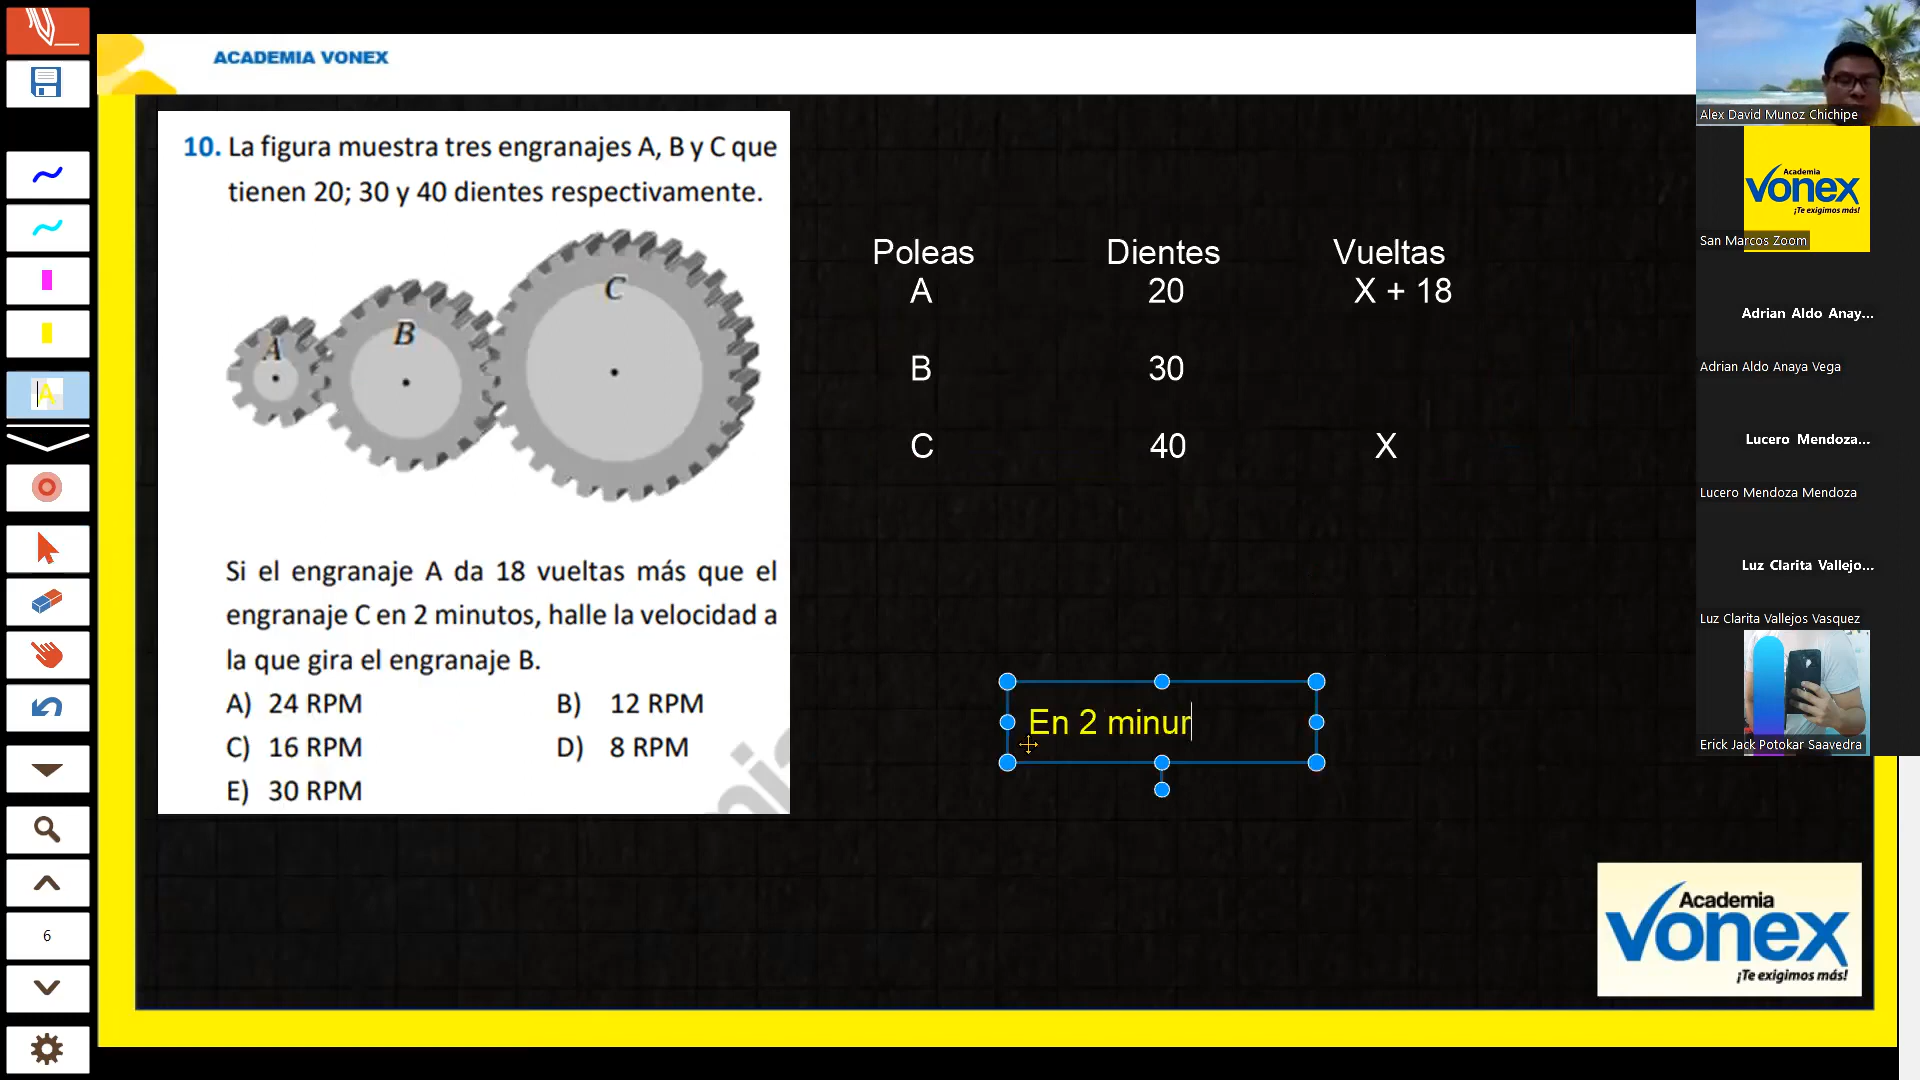 ACADEMIA VONEX
10. La figura muestra tres engranajes A, B y C que
tienen 20; 30 y 40 dientes respectivamente.
A
B
C
Si el engranaje A da 18 vueltas más que el
engranaje C en 2 minutos, halle la velocidad a
la que gira el engranaje B.
A) 24 RPM B) 12 RPM
C) 16 RPM D) 8 RPM
E) 30 RPM
Poleas Dientes Vueltas
A 20 X + 18
B 30
C 40 X
En 2 minur
A
6
Alex David Munoz Chichipe
Academia
vonex
¡Te exigimos más!
San Marcos Zoom
Adrian Aldo Anay...
Adrian Aldo Anaya Vega
Lucero Mendoza...
Lucero Mendoza Mendoza
Luz Clarita Vallejo...
Luz Clarita Vallejos Vasquez
Erick Jack Potokar Saavedra
Academia
vonex
¡Te exigimos más!